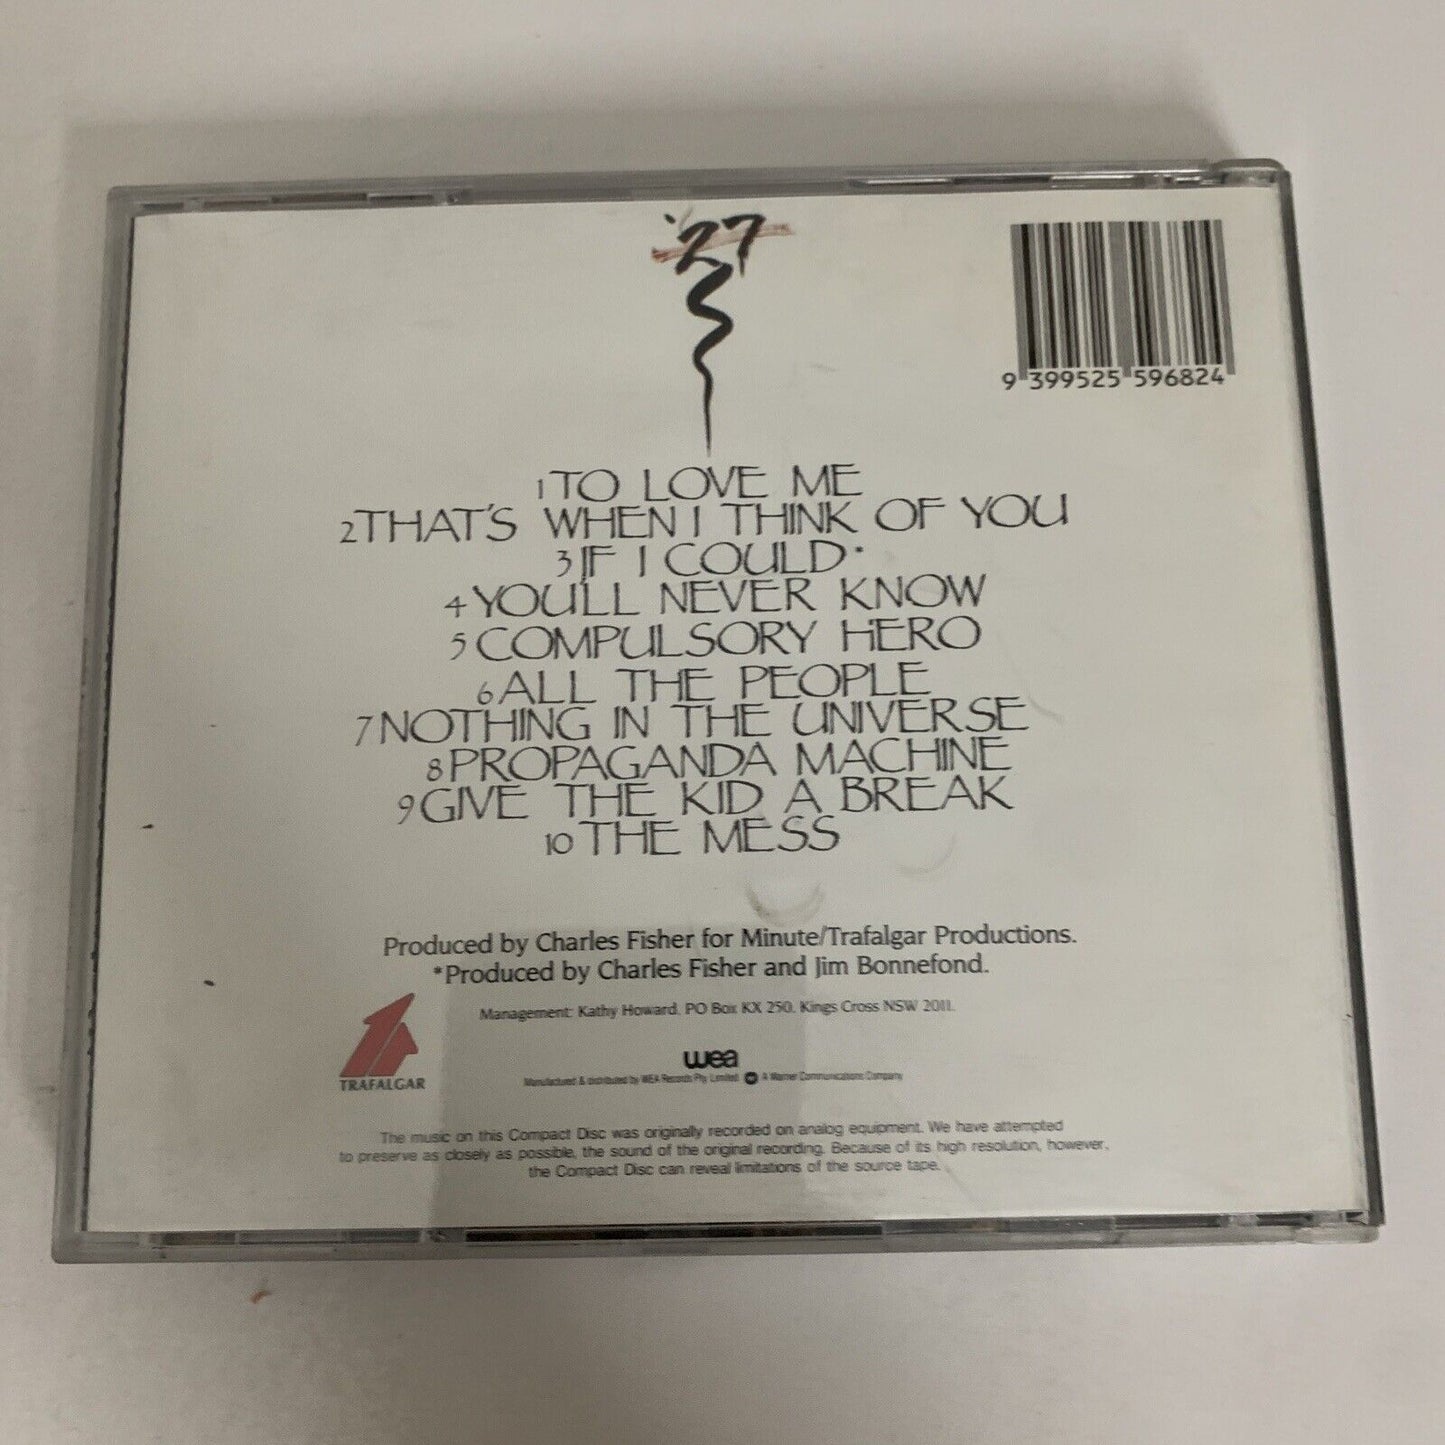 '27
9 399525 596824
1 TO LOVE ME
2 THAT'S WHEN I THINK OF YOU
3 IF I COULD*
4 YOU'LL NEVER KNOW
5 COMPULSORY HERO
6 ALL THE PEOPLE
7 NOTHING IN THE UNIVERSE
8 PROPAGANDA MACHINE
9 GIVE THE KID A BREAK
10 THE MESS
Produced by Charles Fisher for Minute/Trafalgar Productions.
*Produced by Charles Fisher and Jim Bonnefond.
Management: Kathy Howard. PO Box KX 250. Kings Cross NSW 2011.
TRAFALGAR
wea
Manufactured & distributed by WEA Records Pty Limited A Warner Communications Company
The music on this Compact Disc was originally recorded on analog equipment. We have attempted
to preserve as closely as possible, the sound of the original recording. Because of its high resolution, however,
the Compact Disc can reveal limitations of the source tape.